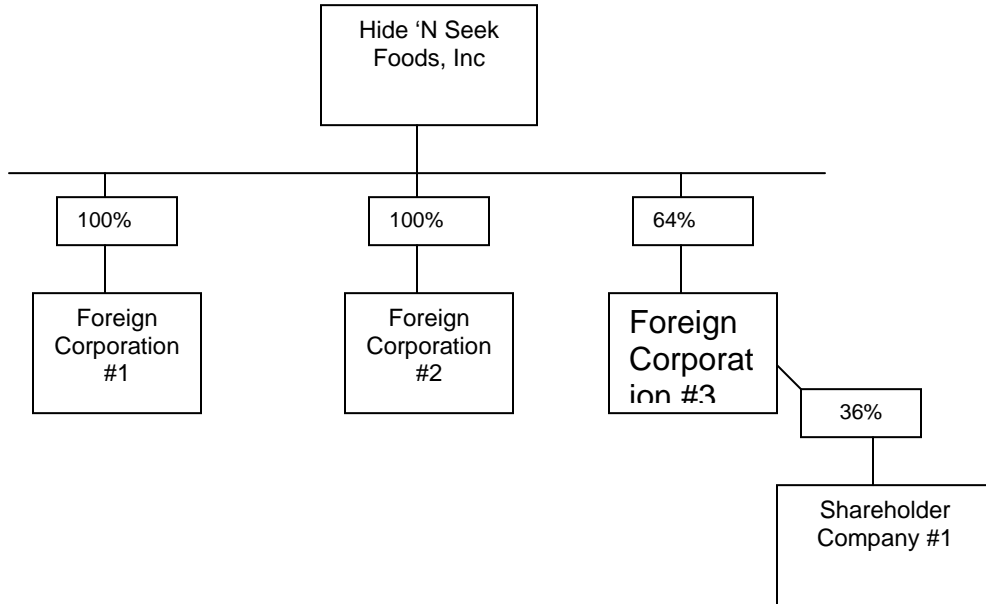 Hide ‘N Seek
Foods, Inc
100%
100%
64%
Foreign
Corporation
#1
Foreign
Corporation
#2
Foreign
Corporat
ion #3
36%
Shareholder
Company #1